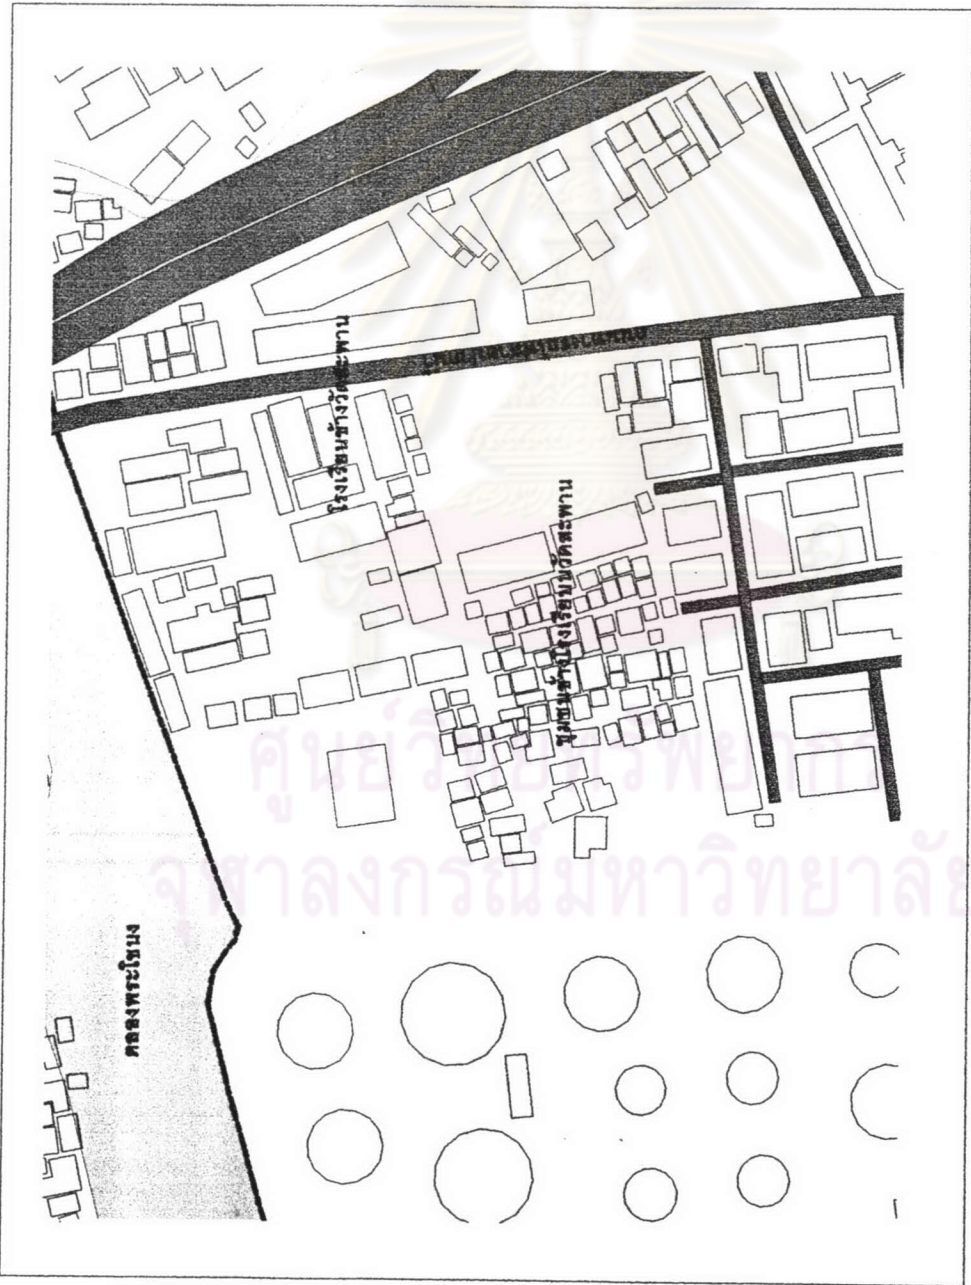 โรงเรียนชั้นวังวัดสะพาน
ชุมชนข้างโรงเรียนวัดสะพาน
คลองพระโขนง
ศูนย์วิทยทรัพยากร
จุฬาลงกรณ์มหาวิทยาลัย